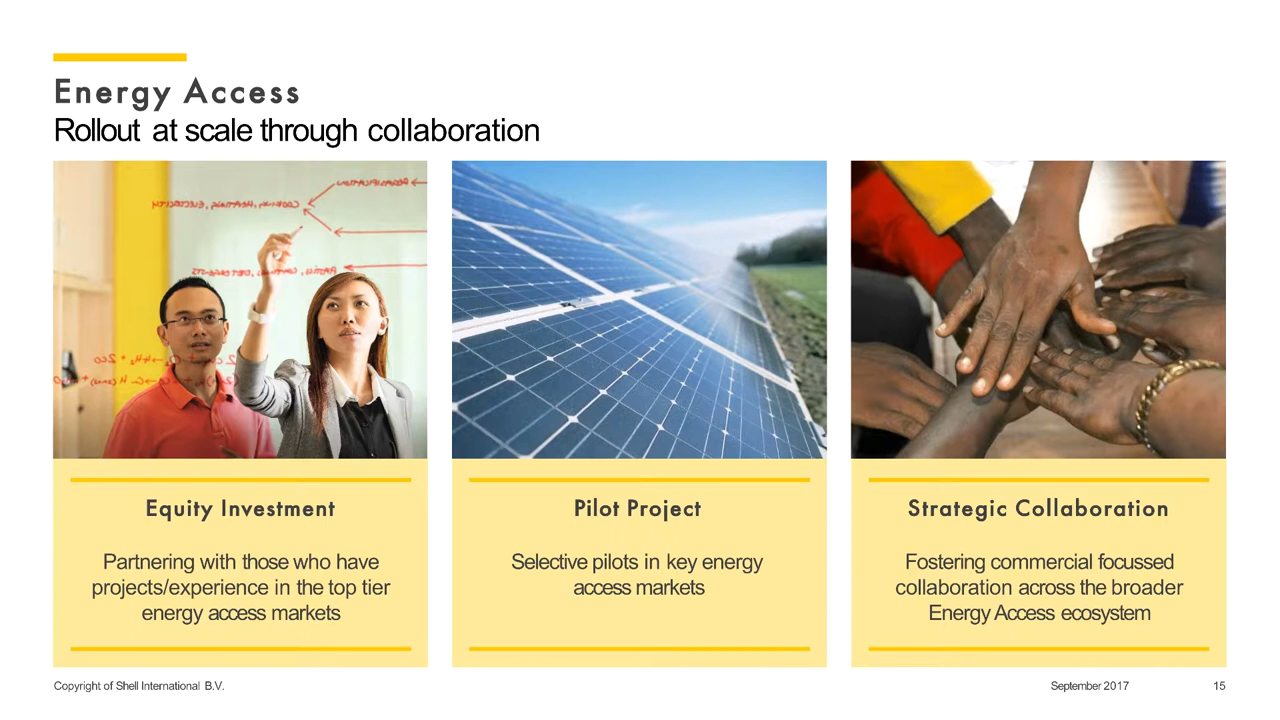 Energy Access
Rollout at scale through collaboration
Equity Investment
Partnering with those who have
projects/experience in the top tier
energy access markets
Pilot Project
Selective pilots in key energy
access markets
Strategic Collaboration
Fostering commercial focussed
collaboration across the broader
Energy Access ecosystem
Copyright of Shell International B.V.
September 2017
15